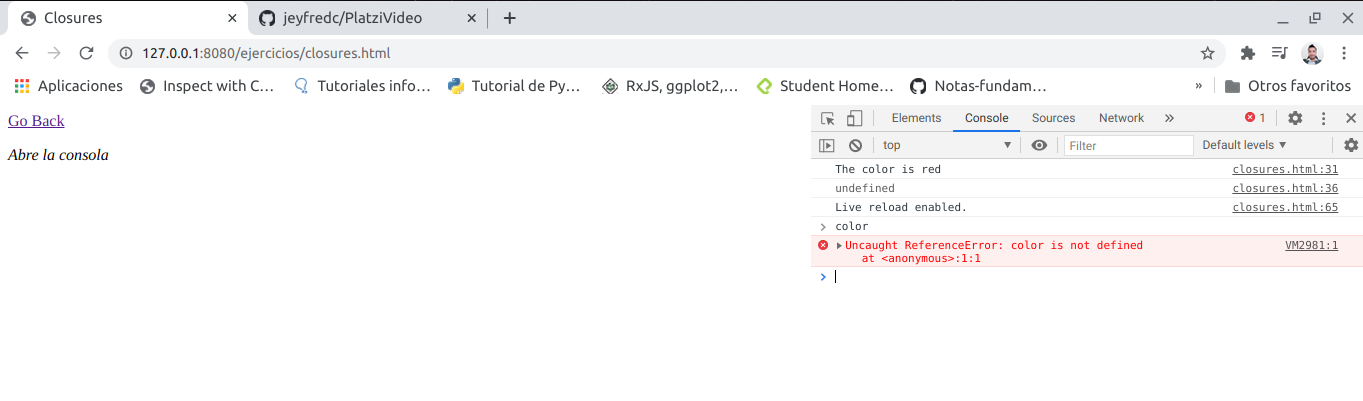 Closures
jeyfredc/PlatziVideo
127.0.0.1:8080/ejercicios/closures.html
Aplicaciones Inspect with C… Tutoriales info… Tutorial de Py… RxJS, ggplot2,… Student Home… Notas-fundam… » Otros favoritos
Go Back
Abre la consola
Elements Console Sources Network » 1
top Filter Default levels
The color is red closures.html:31
undefined closures.html:36
Live reload enabled. closures.html:65
color
Uncaught ReferenceError: color is not defined VM2981:1
at <anonymous>:1:1